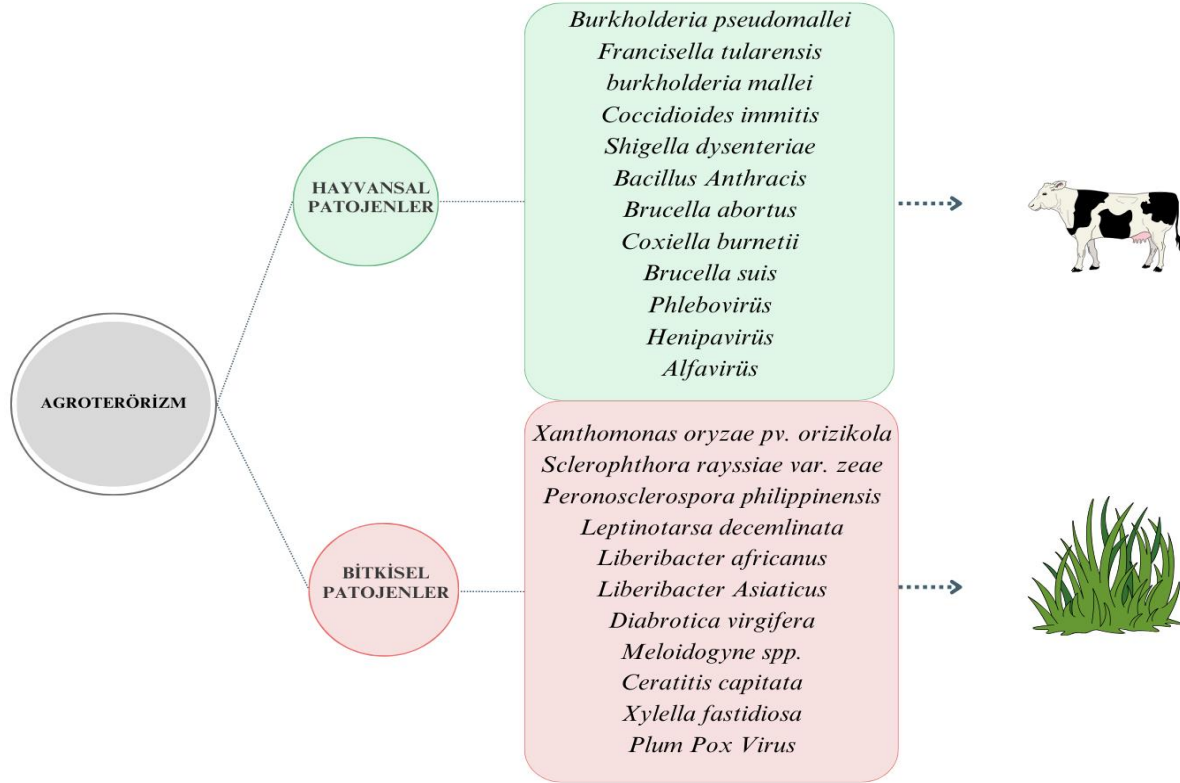 AGROTERÖRİZM
HAYVANSAL
PATOJENLER
Burkholderia pseudomallei
Francisella tularensis
burkholderia mallei
Coccidioides immitis
Shigella dysenteriae
Bacillus Anthracis
Brucella abortus
Coxiella burnetii
Brucella suis
Phlebovirüs
Henipavirüs
Alfavirüs
BİTKİSEL
PATOJENLER
Xanthomonas oryzae pv. orizikola
Sclerophthora rayssiae var. zeae
Peronosclerospora philippinensis
Leptinotarsa decemlinata
Liberibacter africanus
Liberibacter Asiaticus
Diabrotica virgifera
Meloidogyne spp.
Ceratitis capitata
Xylella fastidiosa
Plum Pox Virus